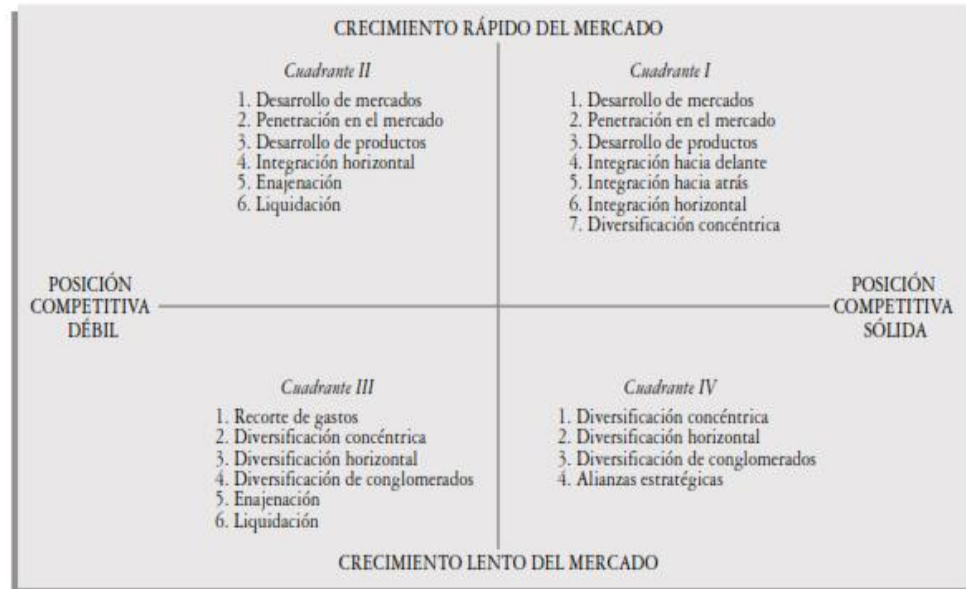 CRECIMIENTO RÁPIDO DEL MERCADO
Cuadrante II
1. Desarrollo de mercados
2. Penetración en el mercado
3. Desarrollo de productos
4. Integración horizontal
5. Enajenación
6. Liquidación
Cuadrante I
1. Desarrollo de mercados
2. Penetración en el mercado
3. Desarrollo de productos
4. Integración hacia delante
5. Integración hacia atrás
6. Integración horizontal
7. Diversificación concéntrica
POSICIÓN
COMPETITIVA
DÉBIL
POSICIÓN
COMPETITIVA
SÓLIDA
Cuadrante III
1. Recorte de gastos
2. Diversificación concéntrica
3. Diversificación horizontal
4. Diversificación de conglomerados
5. Enajenación
6. Liquidación
Cuadrante IV
1. Diversificación concéntrica
2. Diversificación horizontal
3. Diversificación de conglomerados
4. Alianzas estratégicas
CRECIMIENTO LENTO DEL MERCADO